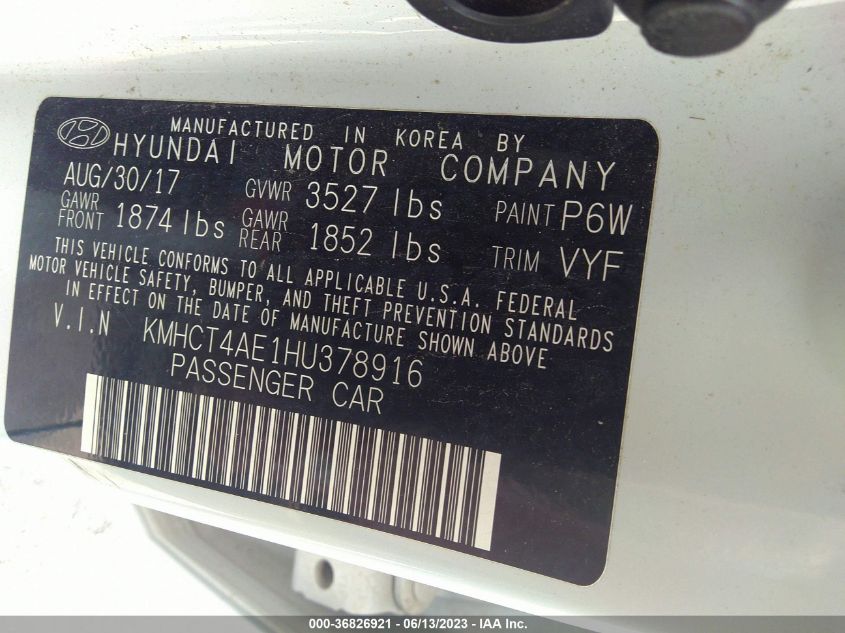 MANUFACTURED IN KOREA BY
HYUNDAI MOTOR COMPANY
AUG/30/17 GVWR 3527 lbs PAINT P6W
GAWR FRONT 1874 lbs GAWR REAR 1852 lbs TRIM VYF
THIS VEHICLE CONFORMS TO ALL APPLICABLE U.S.A. FEDERAL
MOTOR VEHICLE SAFETY, BUMPER, AND THEFT PREVENTION STANDARDS
IN EFFECT ON THE DATE OF MANUFACTURE SHOWN ABOVE
V.I.N KMHCT4AE1HU378916
PASSENGER CAR
000-36826921 - 06/13/2023 - IAA Inc.